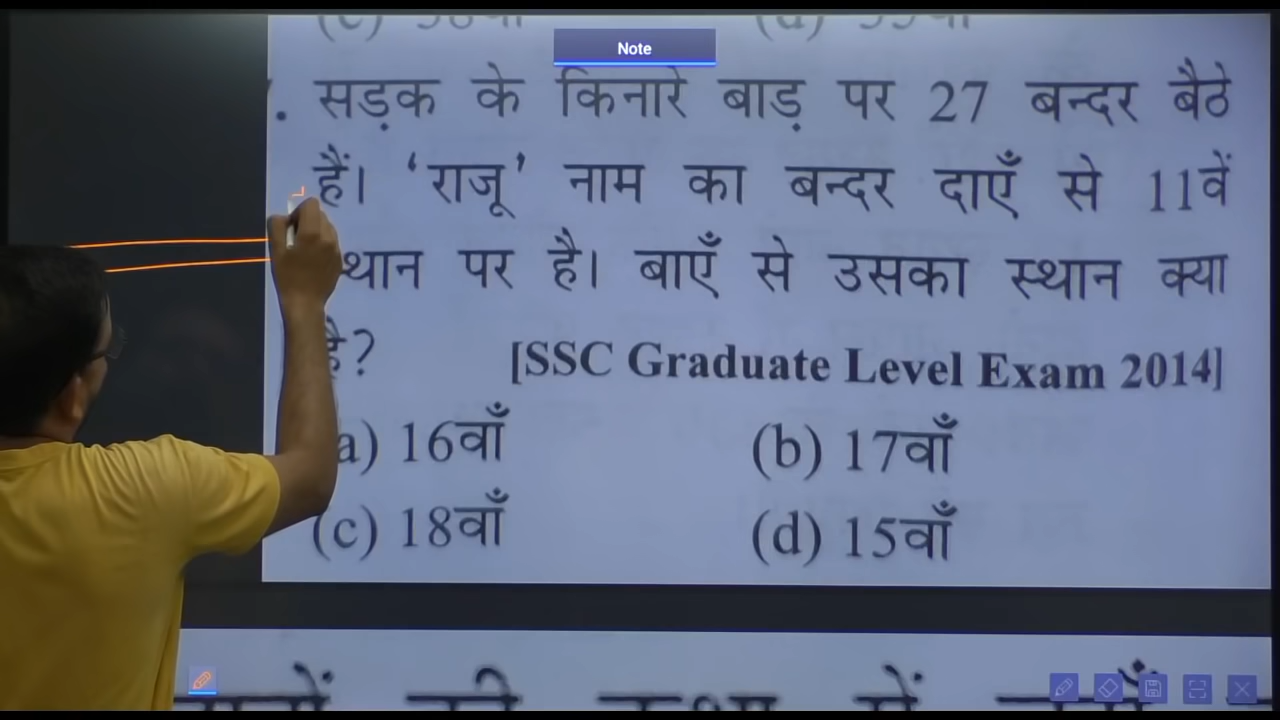 Note
. सड़क के किनारे बाड़ पर 27 बन्दर बैठे
हैं। ‘राजू’ नाम का बन्दर दाएँ से 11वें
थान पर है। बाएँ से उसका स्थान क्या
है?
[SSC Graduate Level Exam 2014]
a) 16वाँ (b) 17वाँ
(c) 18वाँ (d) 15वाँ